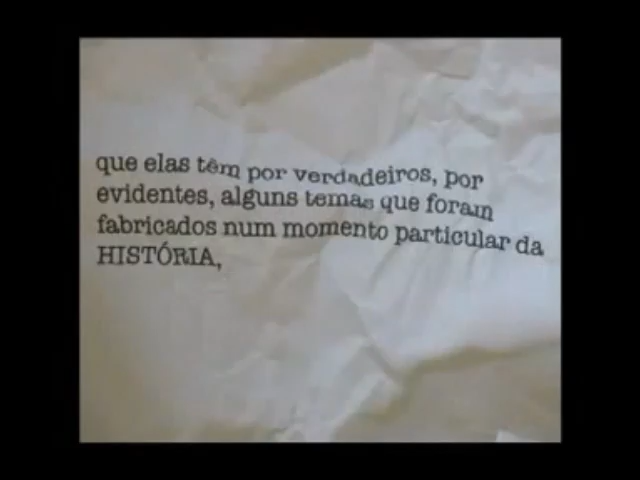 que elas têm por verdadeiros, por
evidentes, alguns temas que foram
fabricados num momento particular da
HISTÓRIA,